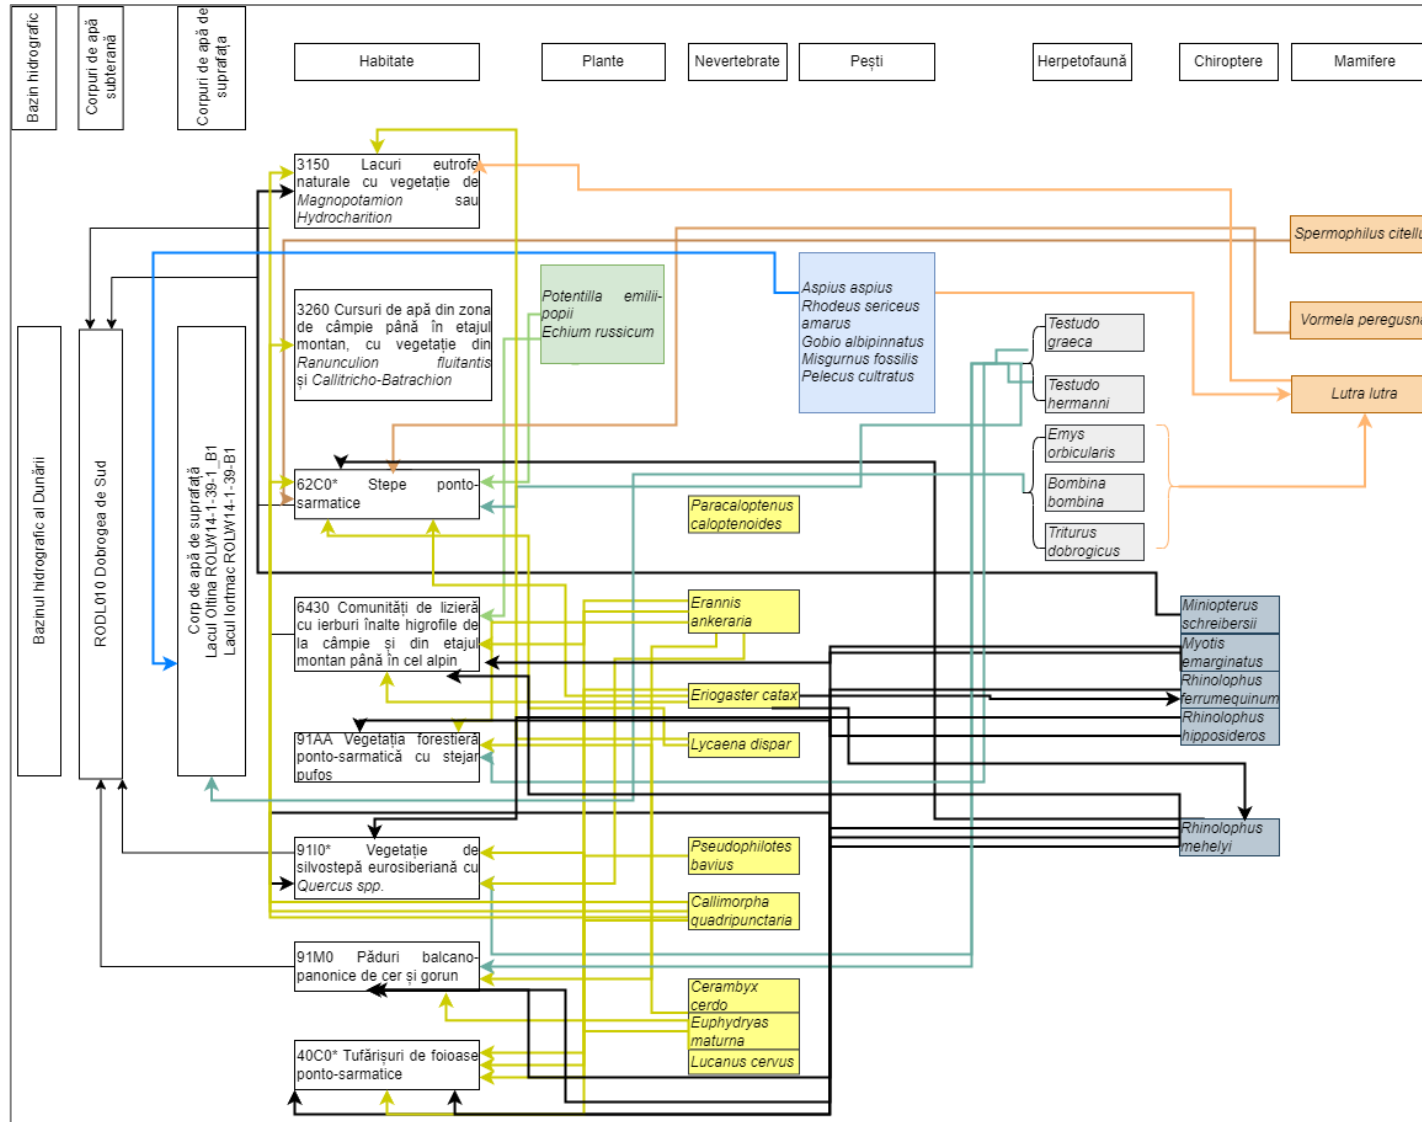 Bazin hidrografic
Corpuri de apă
subterană
Corpuri de apă de
suprafața
Habitate
Plante
Nevertebrate
Pești
Herpetofaună
Chiroptere
Mamifere
3150 Lacuri eutrofe
naturale cu vegetație de
Magnopotamion sau
Hydrocharition
3260 Cursuri de apă din zona
de câmpie până în etajul
montan, cu vegetație din
Ranunculion fluitantis
și Callitricho-Batrachion
62C0* Stepe ponto-
sarmatice
6430 Comunități de lizieră
cu ierburi înalte higrofile de
la câmpie și din etajul
montan până în cel alpin
91AA Vegetația forestieră
ponto-sarmatică cu stejar
pufos
91I0* Vegetație de
silvostepă eurosiberiană cu
Quercus spp.
91M0 Păduri balcano-
panonice de cer și gorun
40C0* Tufărișuri de foioase
ponto-sarmatice
Bazinul hidrografic al Dunării
RODL010 Dobrogea de Sud
Corp de apă de suprafață
Lacul Oltina ROLW14-1-39-1_B1
Lacul Iortmac ROLW14-1-39-B1
Potentilla emilii-
popii
Echium russicum
Paracaloptenus
caloptenoides
Erannis
ankeraria
Eriogaster catax
Lycaena dispar
Pseudophilotes
bavius
Callimorpha
quadripunctaria
Cerambyx
cerdo
Euphydryas
maturna
Lucanus cervus
Aspius aspius
Rhodeus sericeus
amarus
Gobio albipinnatus
Misgurnus fossilis
Pelecus cultratus
Testudo
graeca
Testudo
hermanni
Emys
orbicularis
Bombina
bombina
Triturus
dobrogicus
Miniopterus
schreibersii
Myotis
emarginatus
Rhinolophus
ferrumequinum
Rhinolophus
hipposideros
Rhinolophus
mehelyi
Spermophilus citellu
Vormela peregusna
Lutra lutra